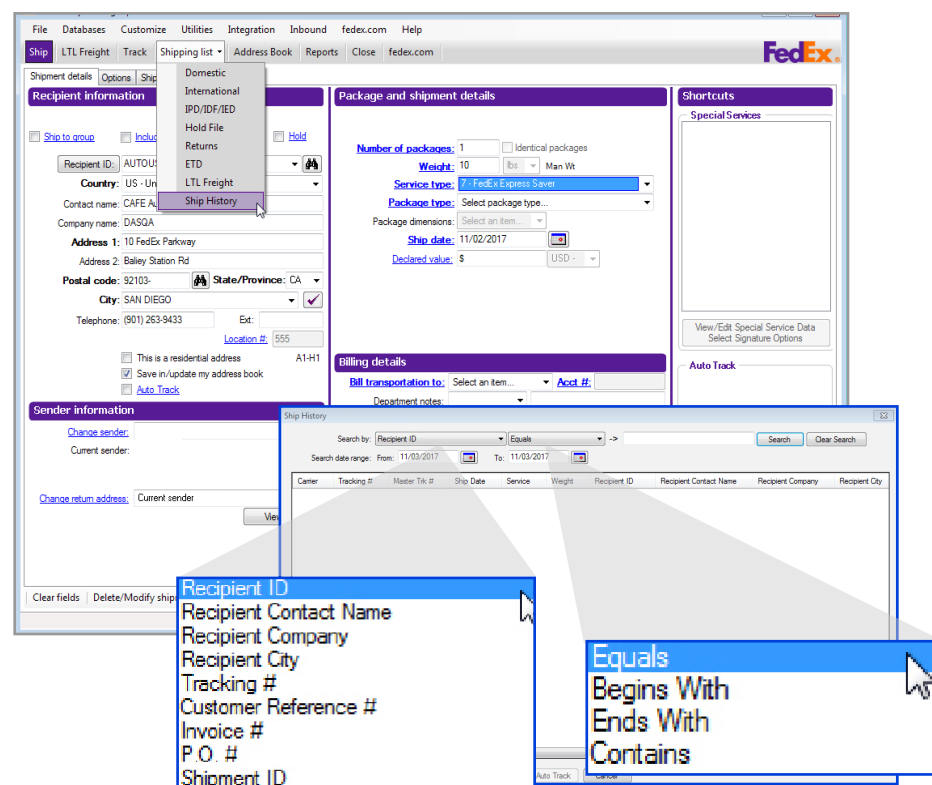 File Databases Customize Utilities Integration Inbound fedex.com Help
Ship LTL Freight Track Shipping list Address Book Reports Close fedex.com
FedEx
Shipment details Options Ship
Domestic
International
IPD/IDF/IED
Hold File
Returns
ETD
LTL Freight
Ship History
Recipient information
Ship to group Includ Hold
Recipient ID: AUTOUS
Country: US - Un
Contact name: CAFE Au
Company name: DASQA
Address 1: 10 FedEx Parkway
Address 2: Baliey Station Rd
Postal code: 92103- State/Province: CA
City: SAN DIEGO
Telephone: (901) 263-9433 Ext:
Location #: 555
This is a residential address A1-H1
Save in/update my address book
Auto Track
Package and shipment details
Number of packages: 1 Identical packages
Weight: 10 lbs Man Wt
Service type: 7 - FedEx Express Saver
Package type: Select package type...
Package dimensions: Select an item...
Ship date: 11/02/2017
Declared value: $ USD -
Billing details
Bill transportation to: Select an item... Acct #:
Department notes:
Shortcuts
Special Services
View/Edit Special Service Data
Select Signature Options
Auto Track
Sender information
Change sender:
Current sender:
Change return address: Current sender
View
Clear fields Delete/Modify ship
Ship History
Search by: Recipient ID Equals -> Search Clear Search
Search date range: From: 11/03/2017 To: 11/03/2017
Carrier Tracking # Master Trk # Ship Date Service Weight Recipient ID Recipient Contact Name Recipient Company Recipient City
Recipient ID
Recipient Contact Name
Recipient Company
Recipient City
Tracking #
Customer Reference #
Invoice #
P.O. #
Shipment ID
Equals
Begins With
Ends With
Contains
Auto Track Cancel